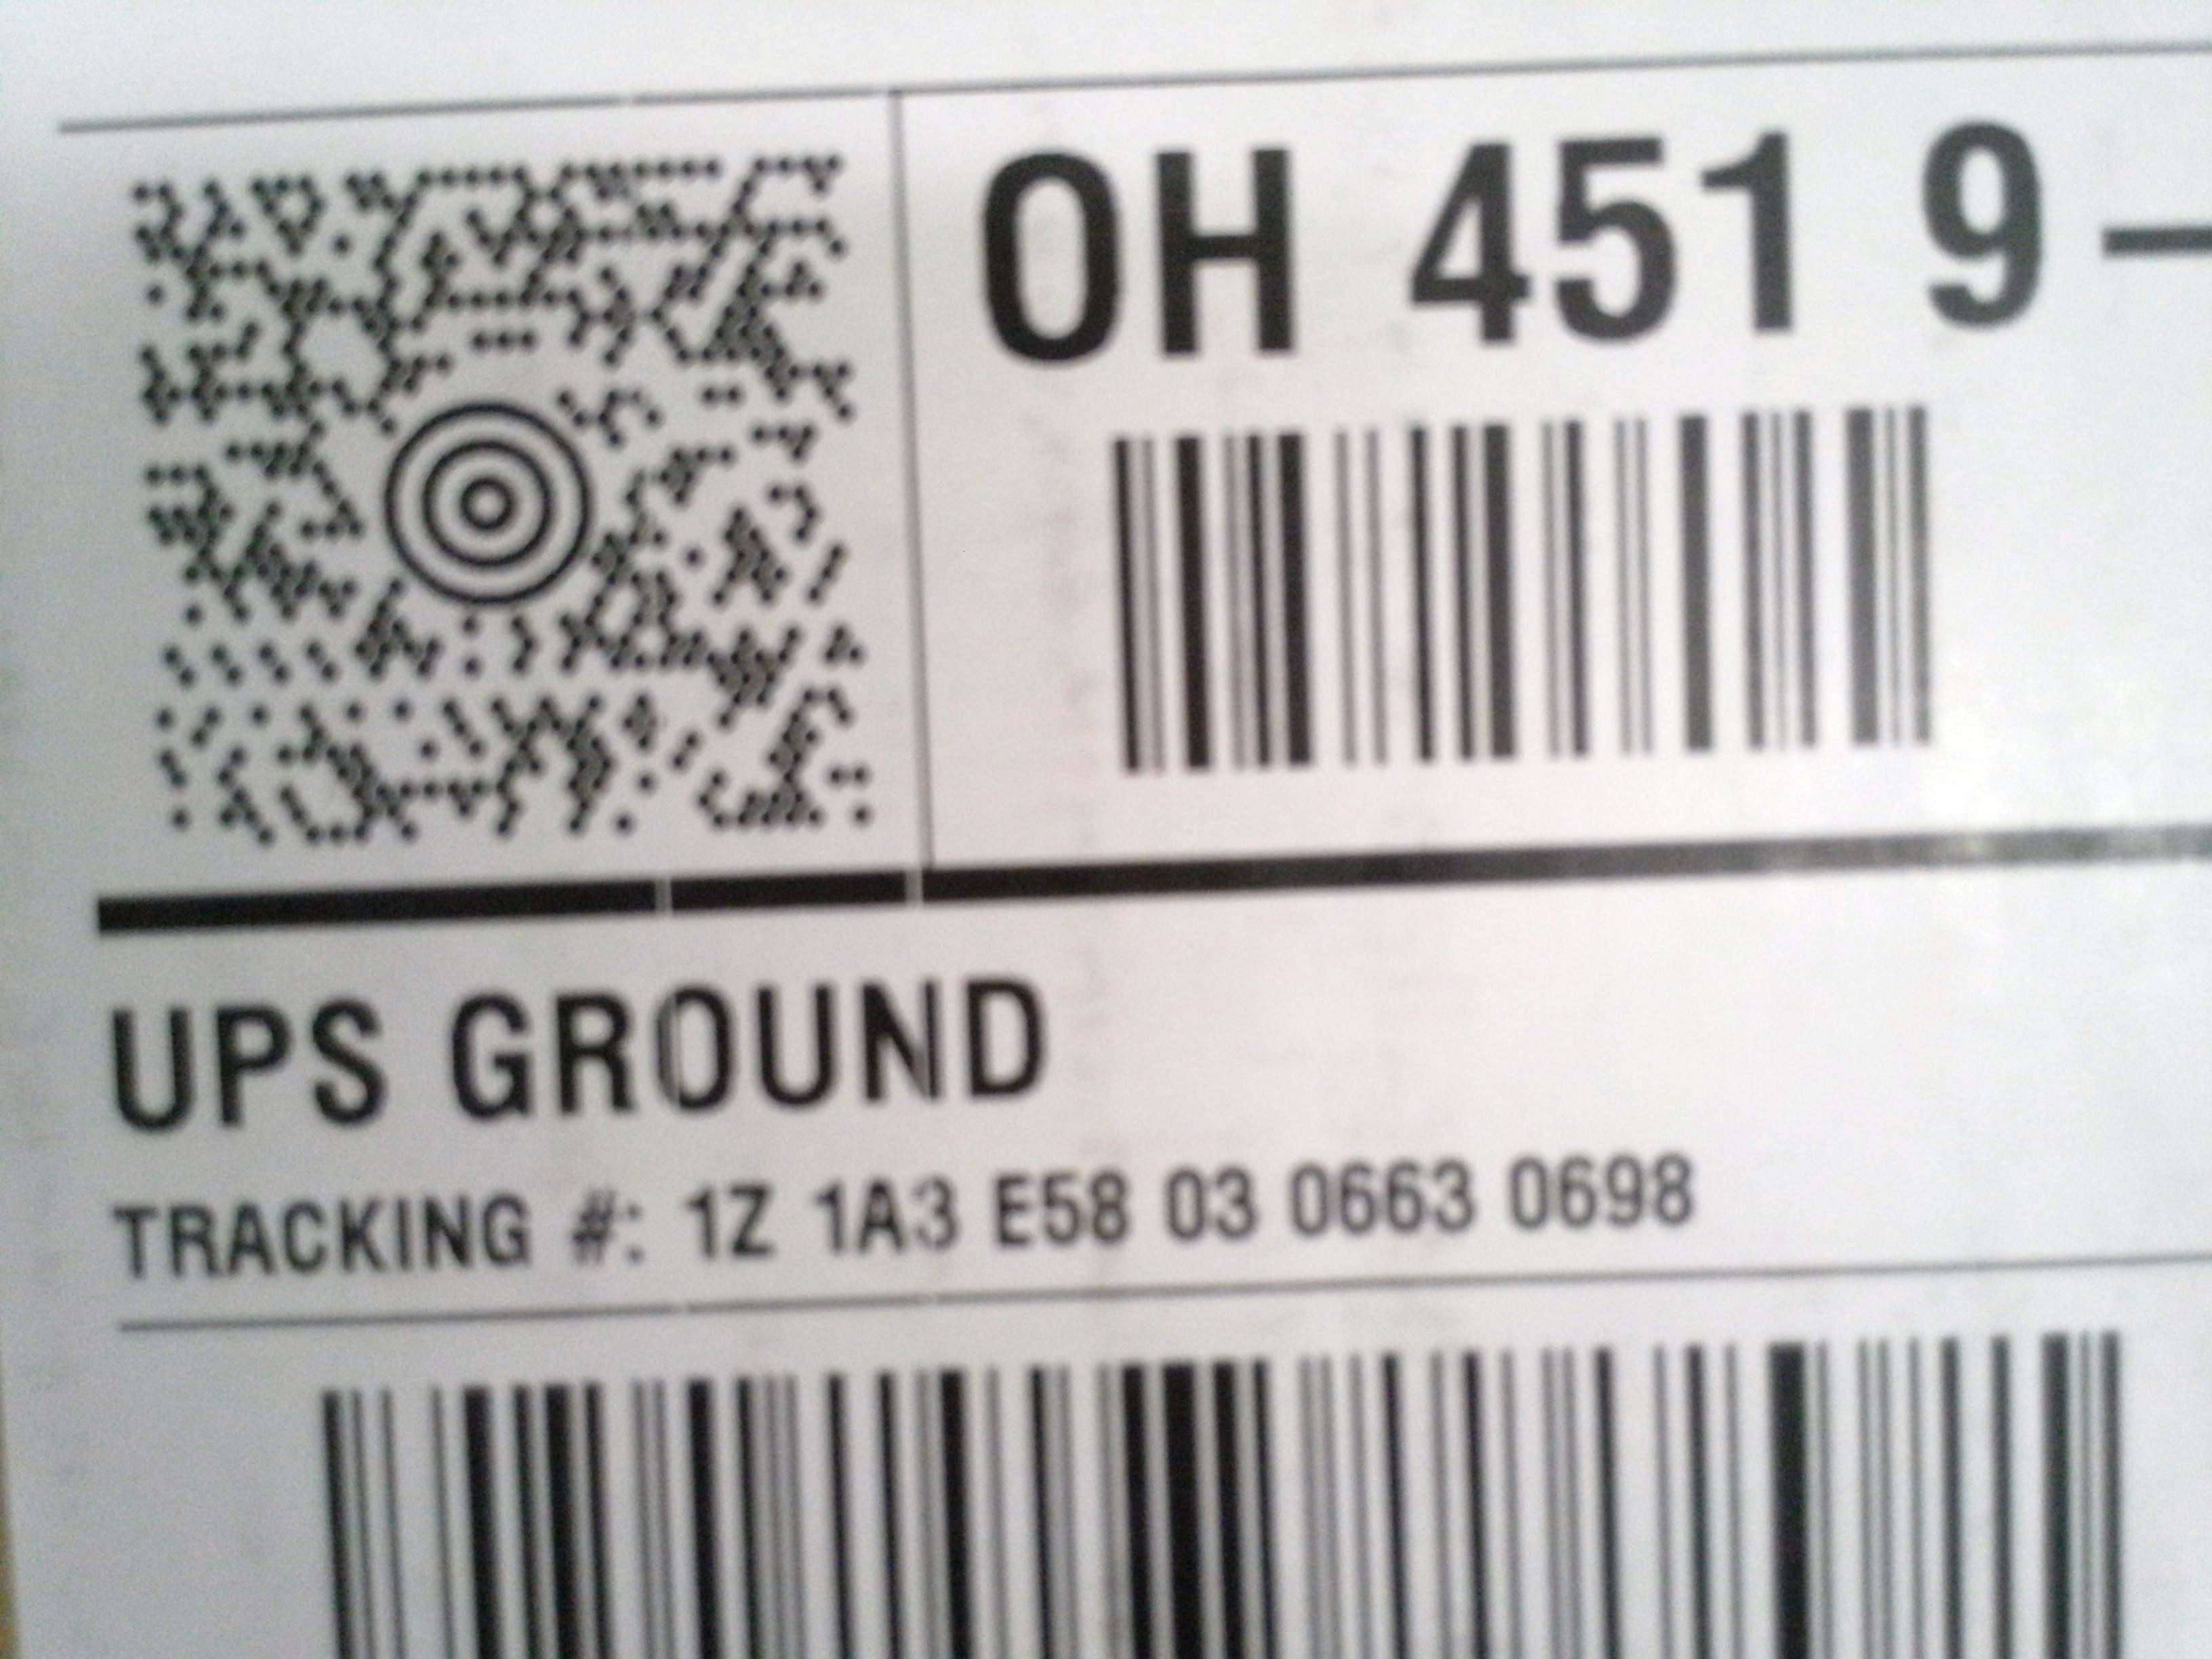 OH 451 9-
UPS GROUND
TRACKING #: 1Z 1A3 E58 03 0663 0698